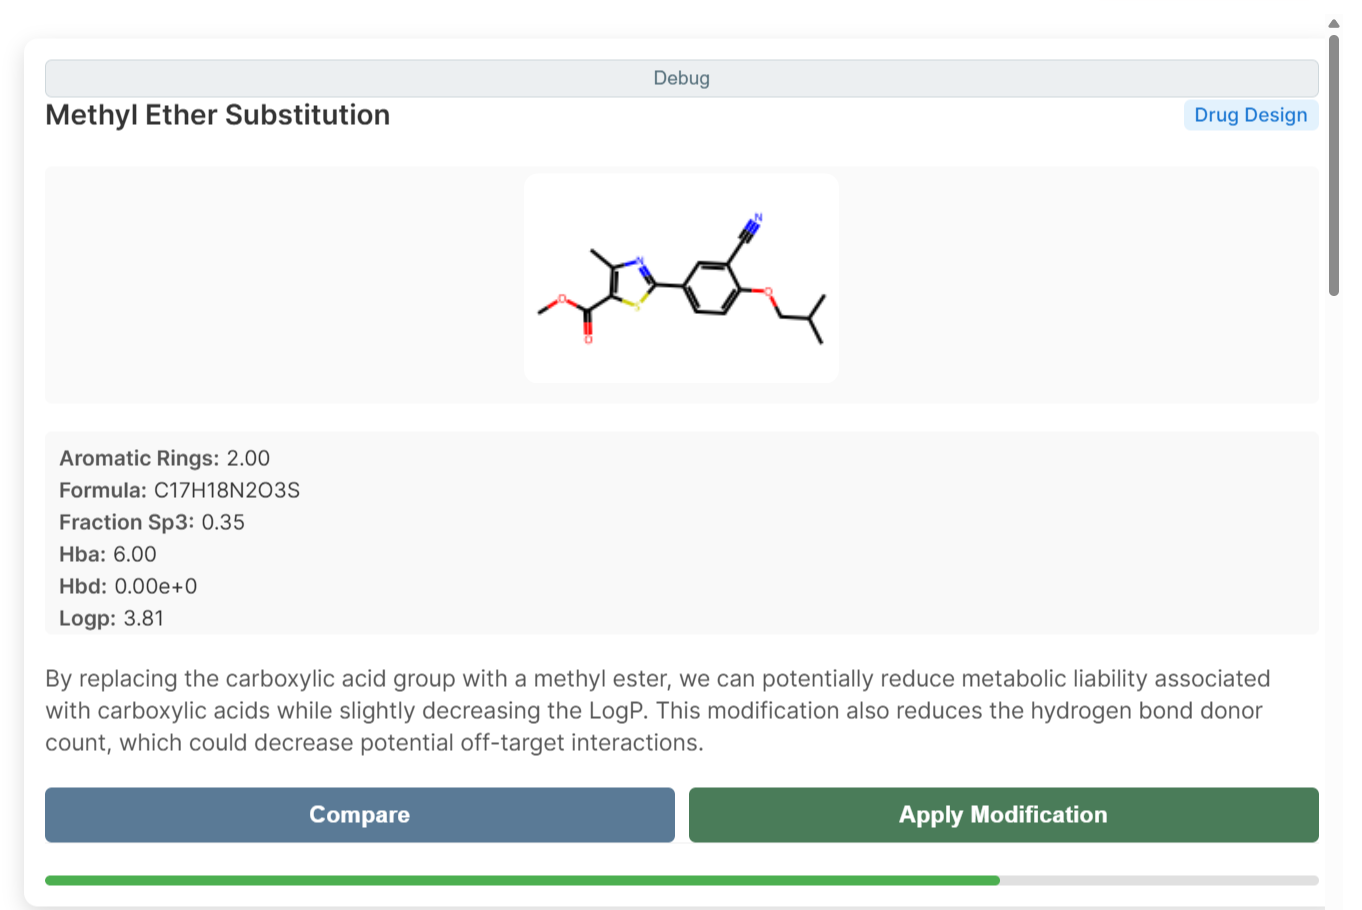 Debug
Methyl Ether Substitution
Drug Design
N
N
O
O
S
O
Aromatic Rings: 2.00
Formula: C17H18N2O3S
Fraction Sp3: 0.35
Hba: 6.00
Hbd: 0.00e+0
Logp: 3.81
By replacing the carboxylic acid group with a methyl ester, we can potentially reduce metabolic liability associated
with carboxylic acids while slightly decreasing the LogP. This modification also reduces the hydrogen bond donor
count, which could decrease potential off-target interactions.
Compare
Apply Modification